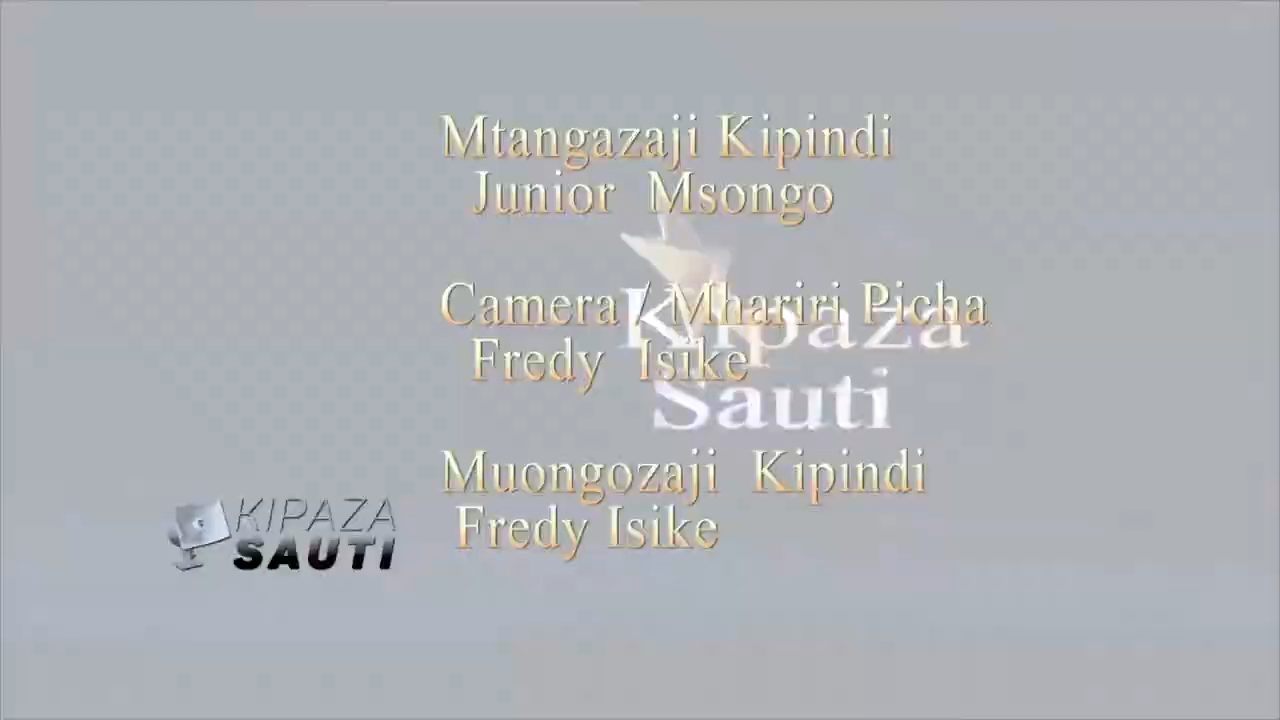 Mtangazaji Kipindi
Junior Msongo
Camera / Mhariri Picha
Fredy Isike
Kipaza
Sauti
Muongozaji Kipindi
Fredy Isike
KIPAZA
SAUTI